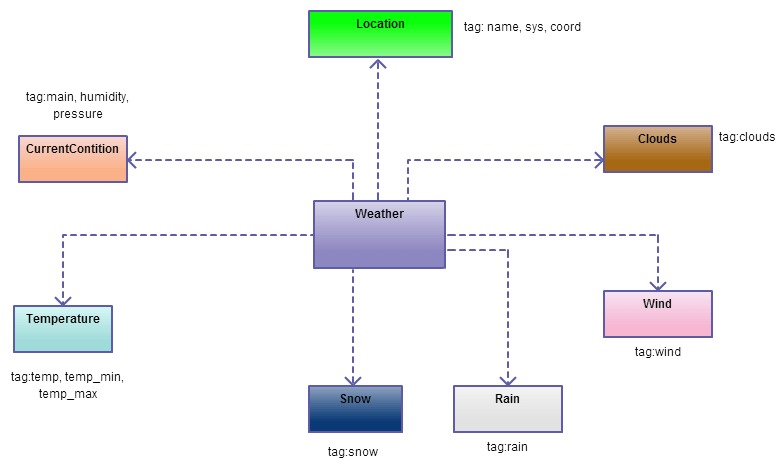 Location
tag: name, sys, coord
tag:main, humidity,
pressure
CurrentContition
Clouds
tag:clouds
Weather
Temperature
tag:temp, temp_min,
temp_max
Wind
tag:wind
Snow
tag:snow
Rain
tag:rain